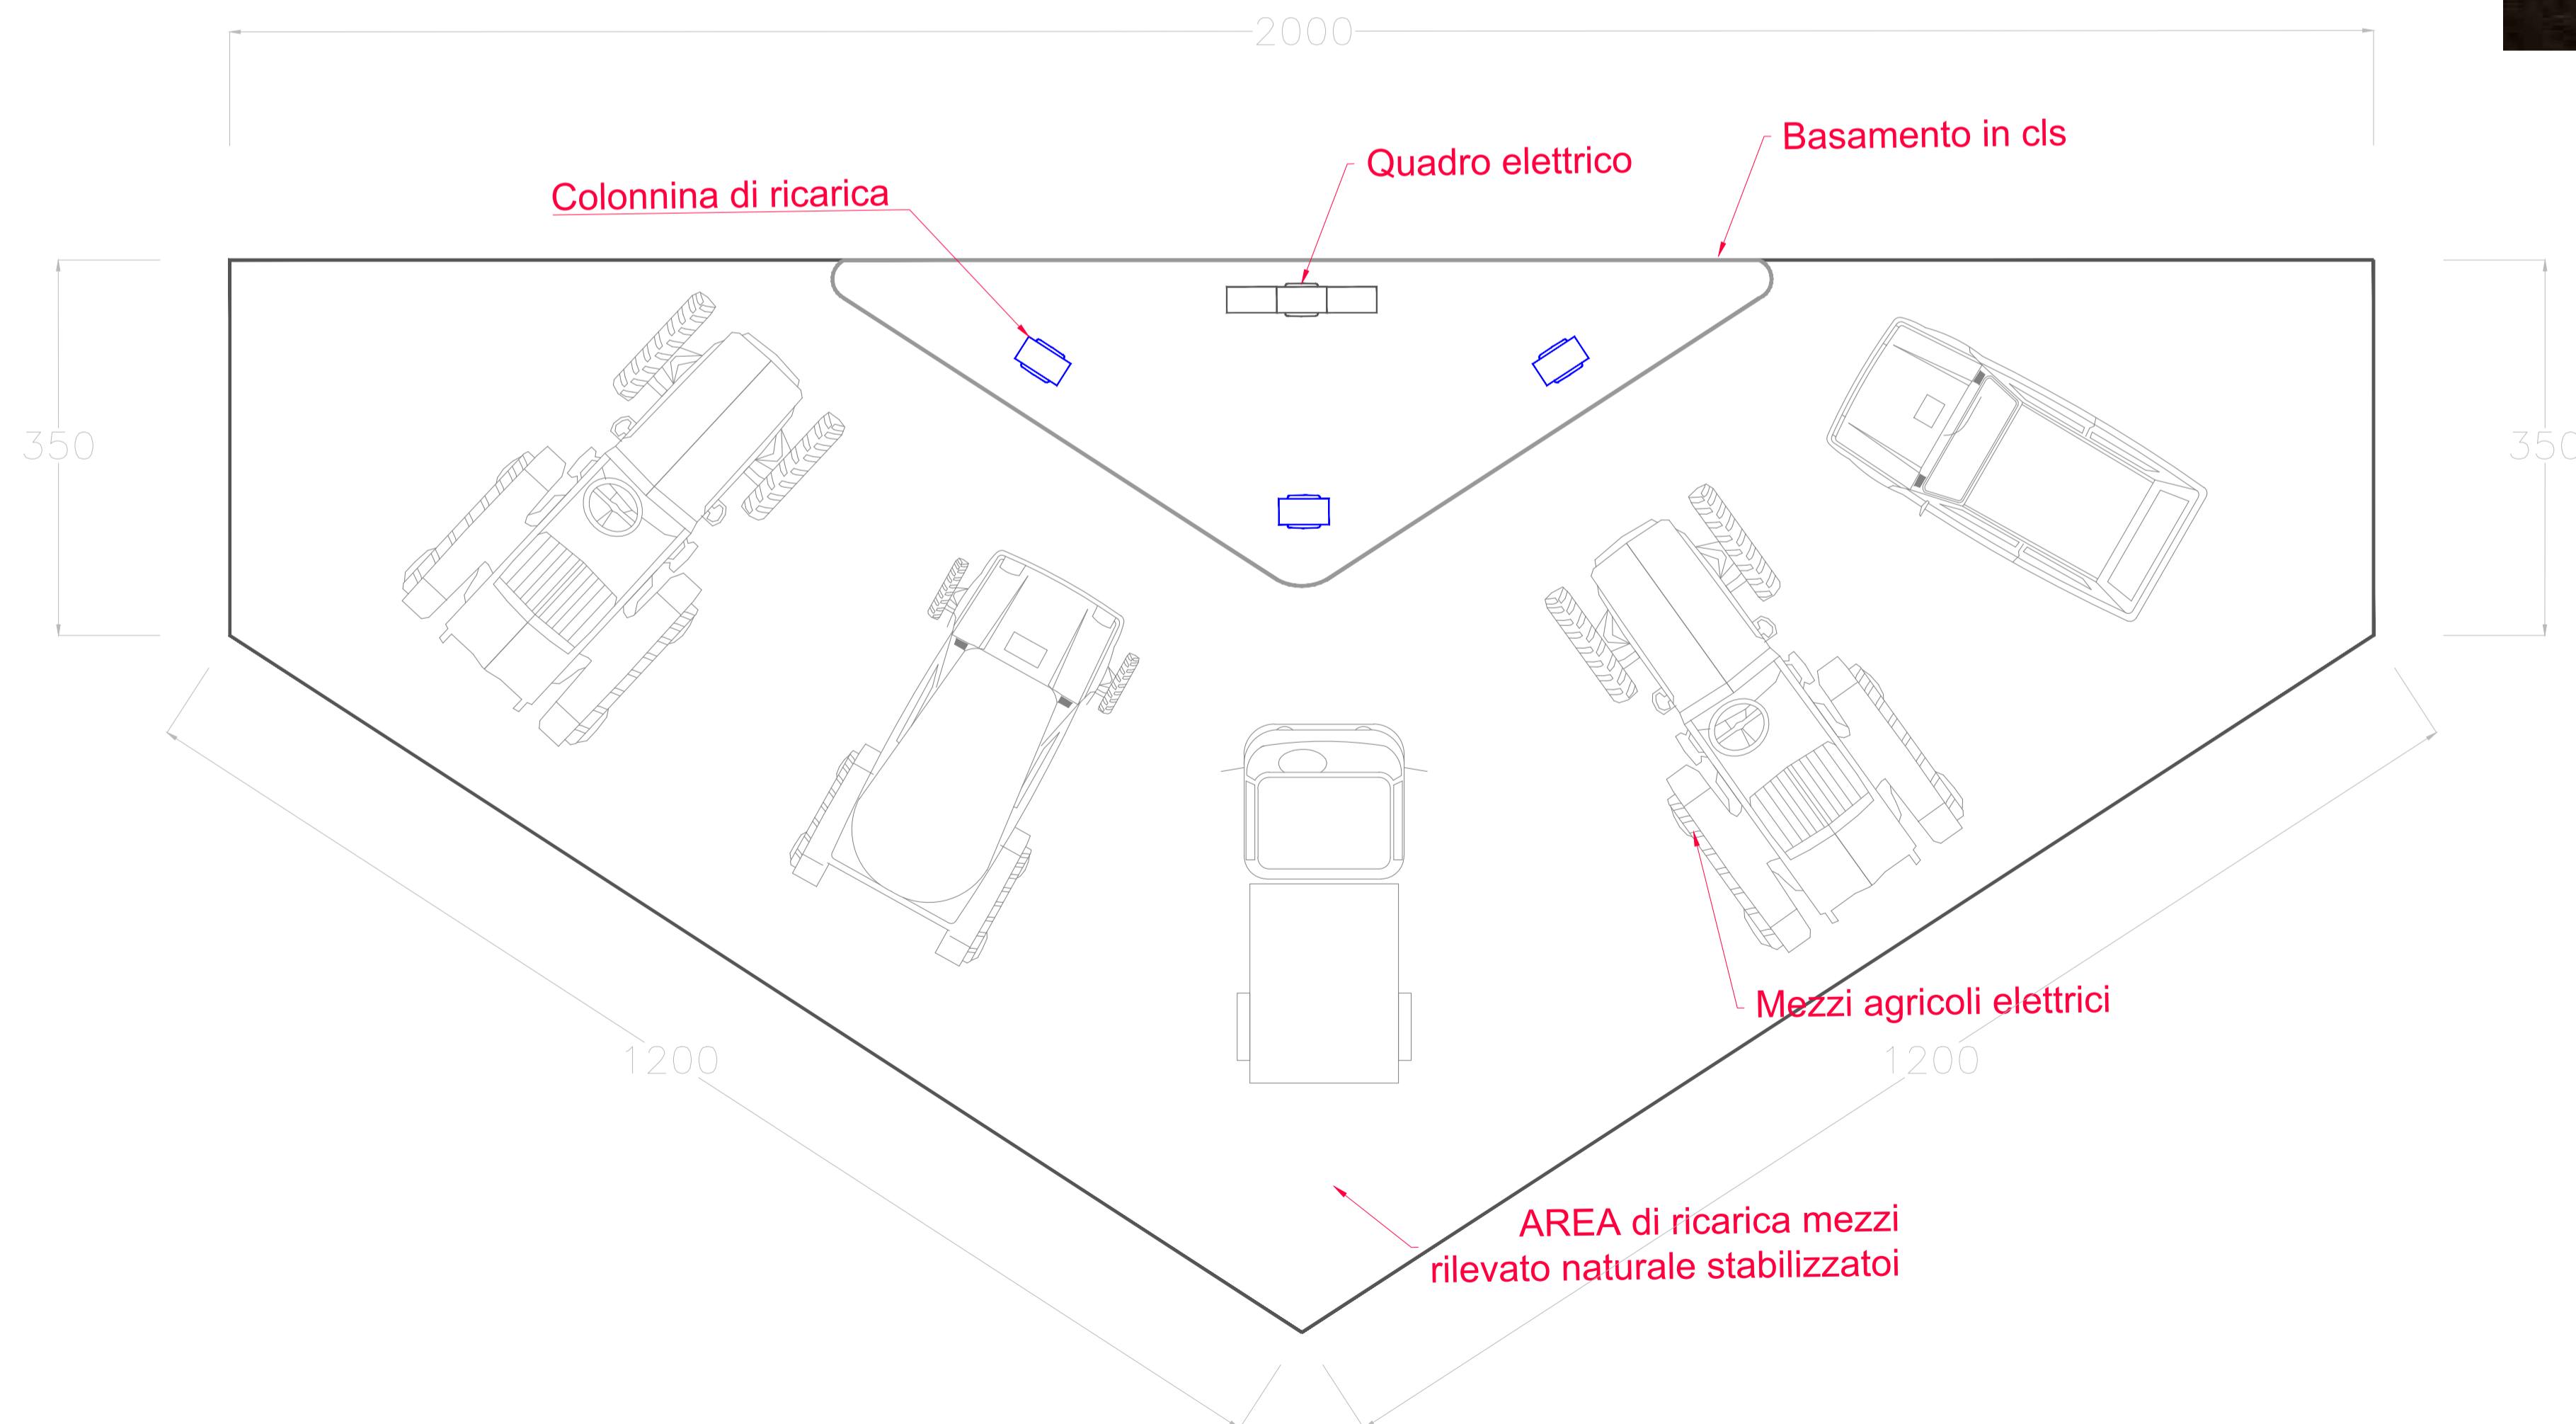 2000
Basamento in cls
Quadro elettrico
Colonnina di ricarica
350
350
Mezzi agricoli elettrici
1200
1200
AREA di ricarica mezzi
rilevato naturale stabilizzatoi